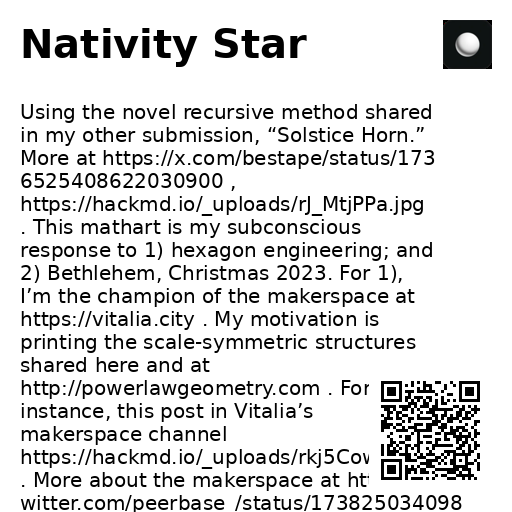 Nativity Star
Using the novel recursive method shared
in my other submission, “Solstice Horn.”
More at https://x.com/bestape/status/173
6525408622030900 ,
https://hackmd.io/_uploads/rJ_MtjPPa.jpg
. This mathart is my subconscious
response to 1) hexagon engineering; and
2) Bethlehem, Christmas 2023. For 1),
I’m the champion of the makerspace at
https://vitalia.city . My motivation is
printing the scale-symmetric structures
shared here and at
http://powerlawgeometry.com . For
instance, this post in Vitalia’s
makerspace channel
https://hackmd.io/_uploads/rkj5Cov
. More about the makerspace at htt
witter.com/peerbase_/status/173825034098